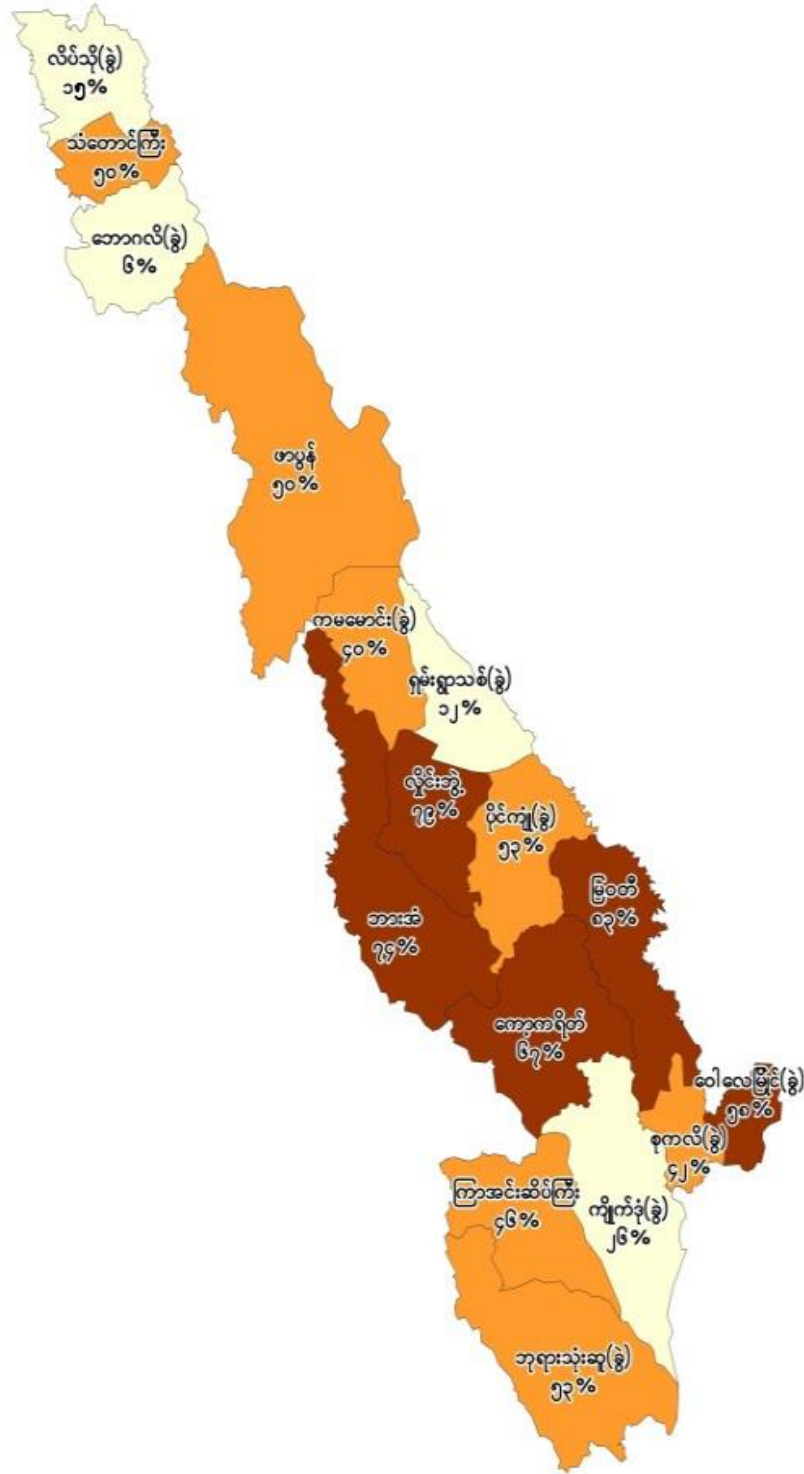 လိပ်သို(ခွဲ)
၁၅%
သံတောင်ကြီး
၅၀%
ဘောဂလိ(ခွဲ)
၆%
ဖာပွန်
၅၀%
ကမမောင်း(ခွဲ)
၄၀%
ရှမ်းရွာသစ်(ခွဲ)
၁၂%
လှိုင်းဘွဲ့
၇၉%
ပိုင်ကျုံ(ခွဲ)
၅၃%
မြဝတီ
၈၃%
ဘားအံ
၇၄%
ကော့ကရိတ်
၆၇%
ဝေါလေမြိုင်(ခွဲ)
၅၈%
စုကလိ(ခွဲ)
၄၂%
ကြာအင်းဆိပ်ကြီး
၄၆%
ကျိုက်ဒုံ(ခွဲ)
၂၆%
ဘုရားသုံးဆူ(ခွဲ)
၅၃%